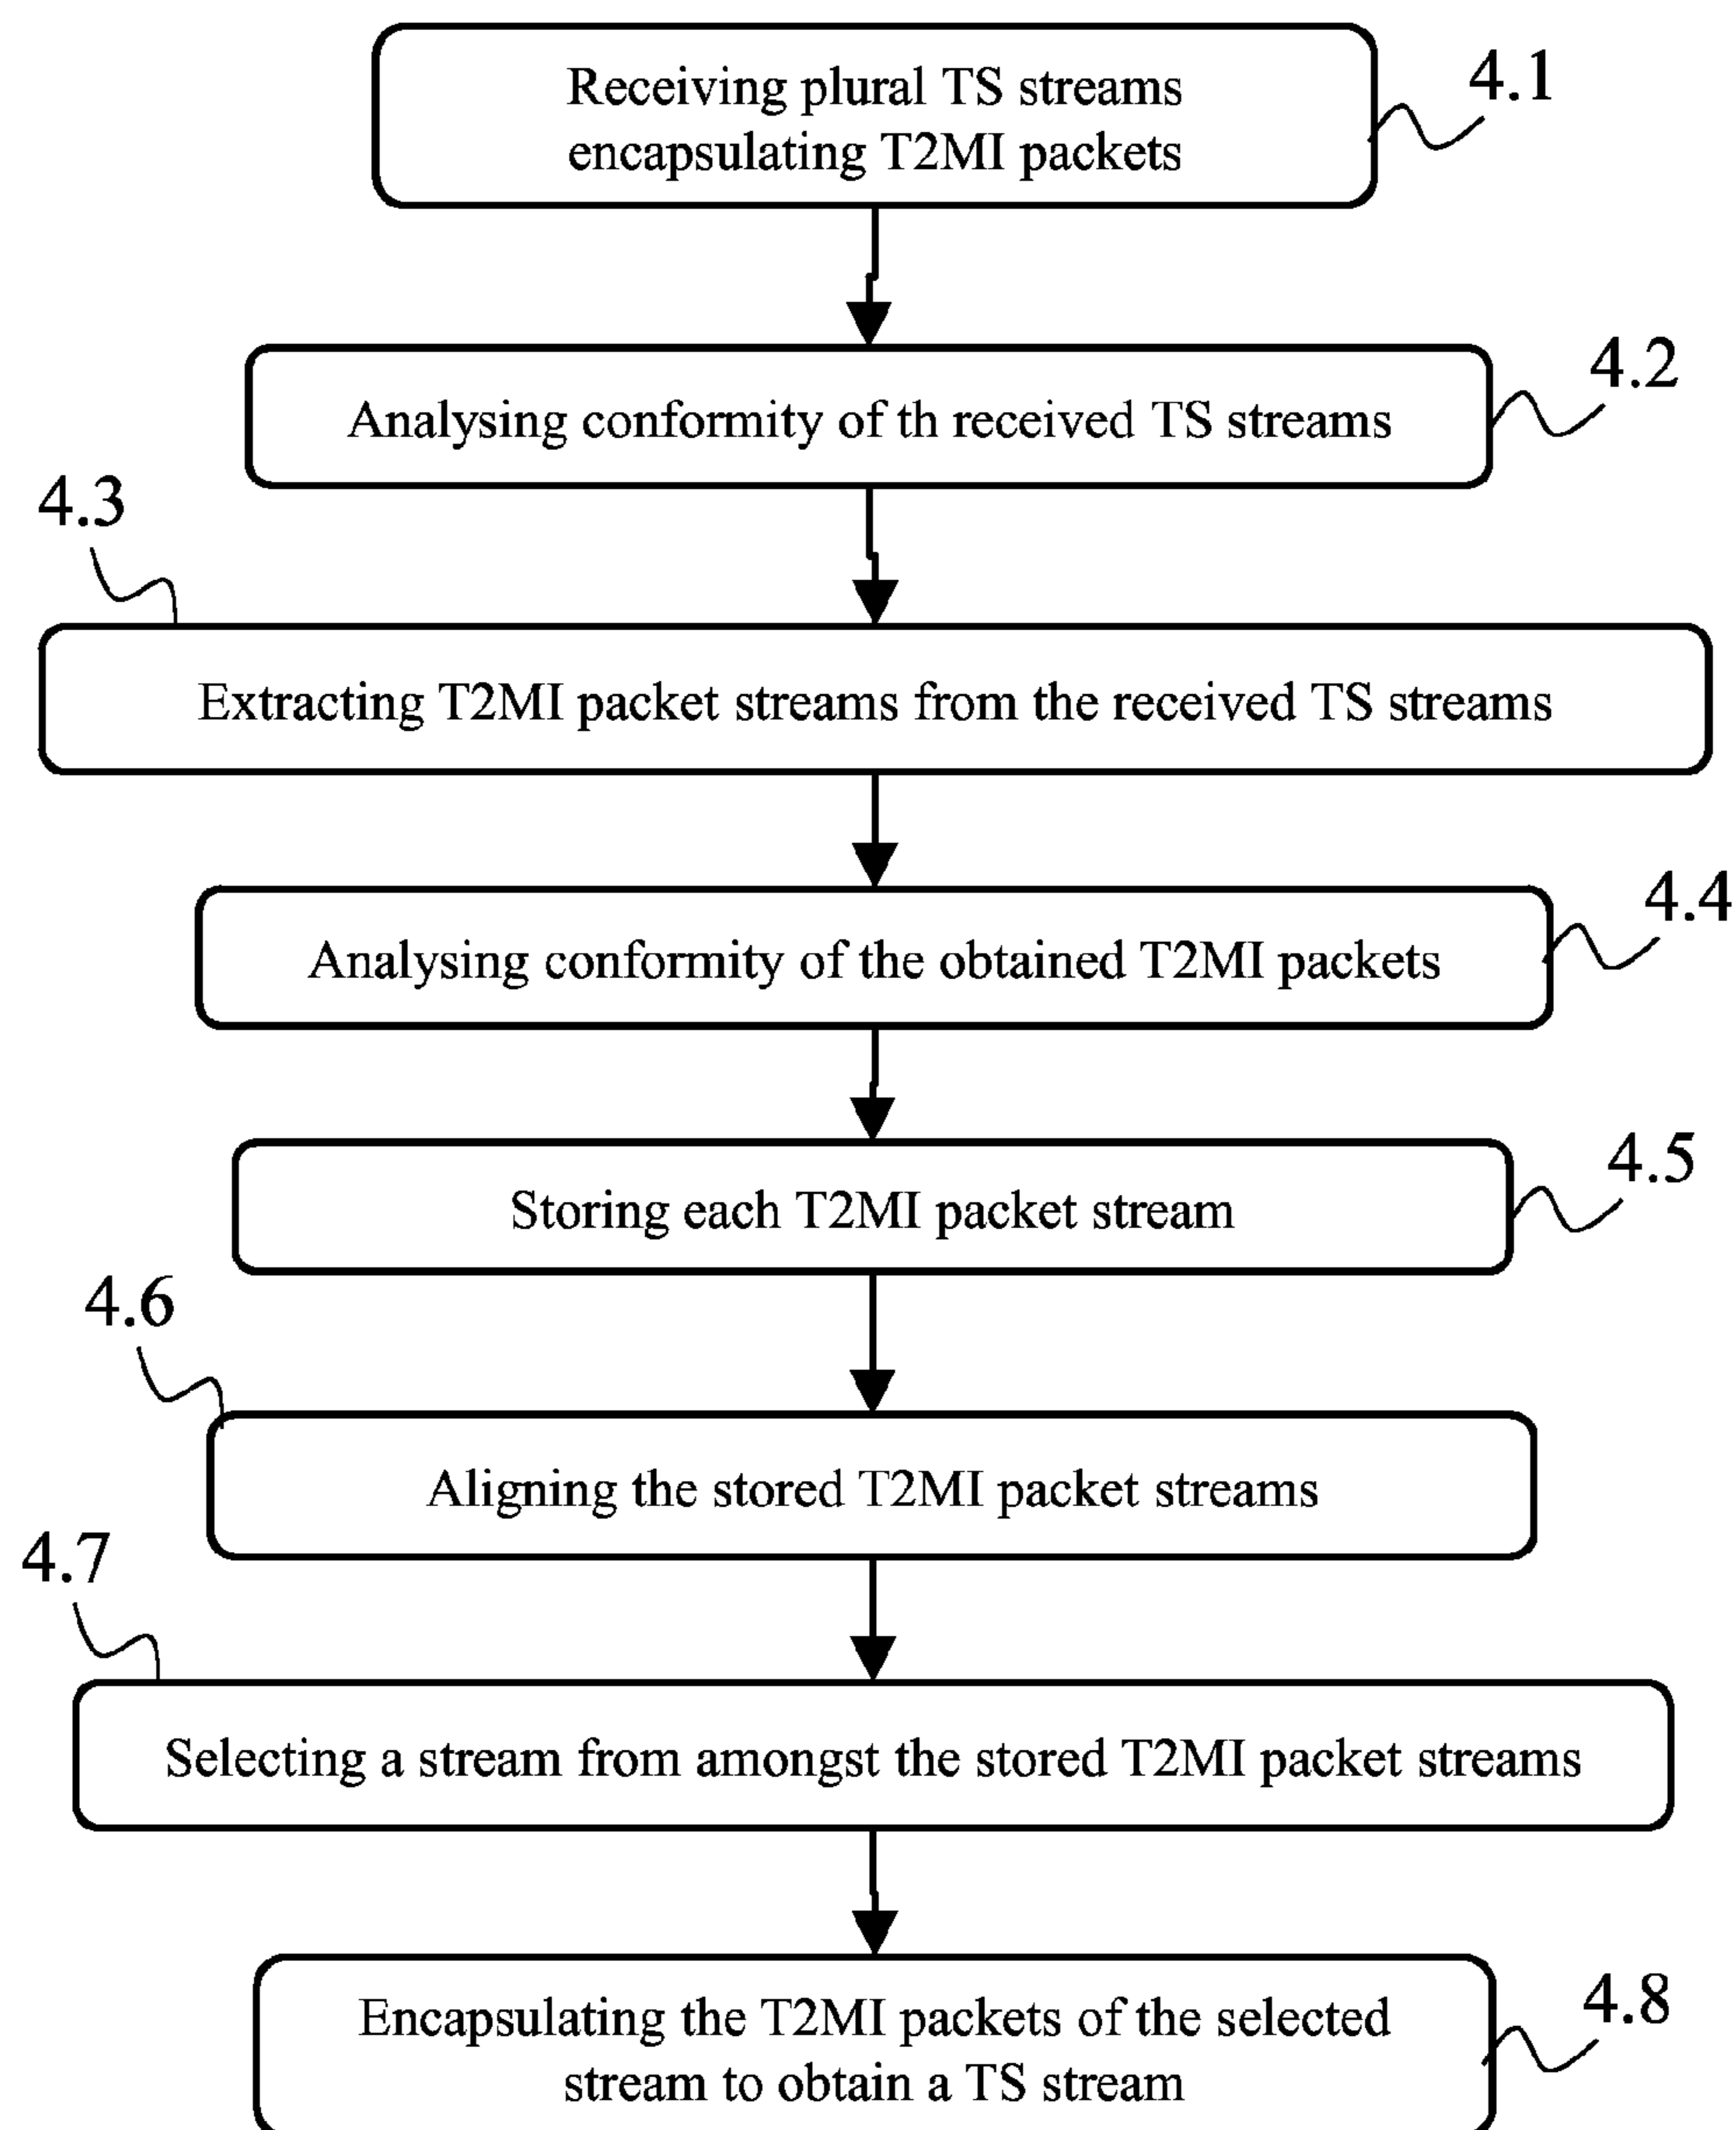 Receiving plural TS streams
encapsulating T2MI packets
4.1
Analysing conformity of th received TS streams
4.2
4.3
Extracting T2MI packet streams from the received TS streams
4.4
Analysing conformity of the obtained T2MI packets
4.5
Storing each T2MI packet stream
4.6
Aligning the stored T2MI packet streams
4.7
Selecting a stream from amongst the stored T2MI packet streams
Encapsulating the T2MI packets of the selected
stream to obtain a TS stream
4.8